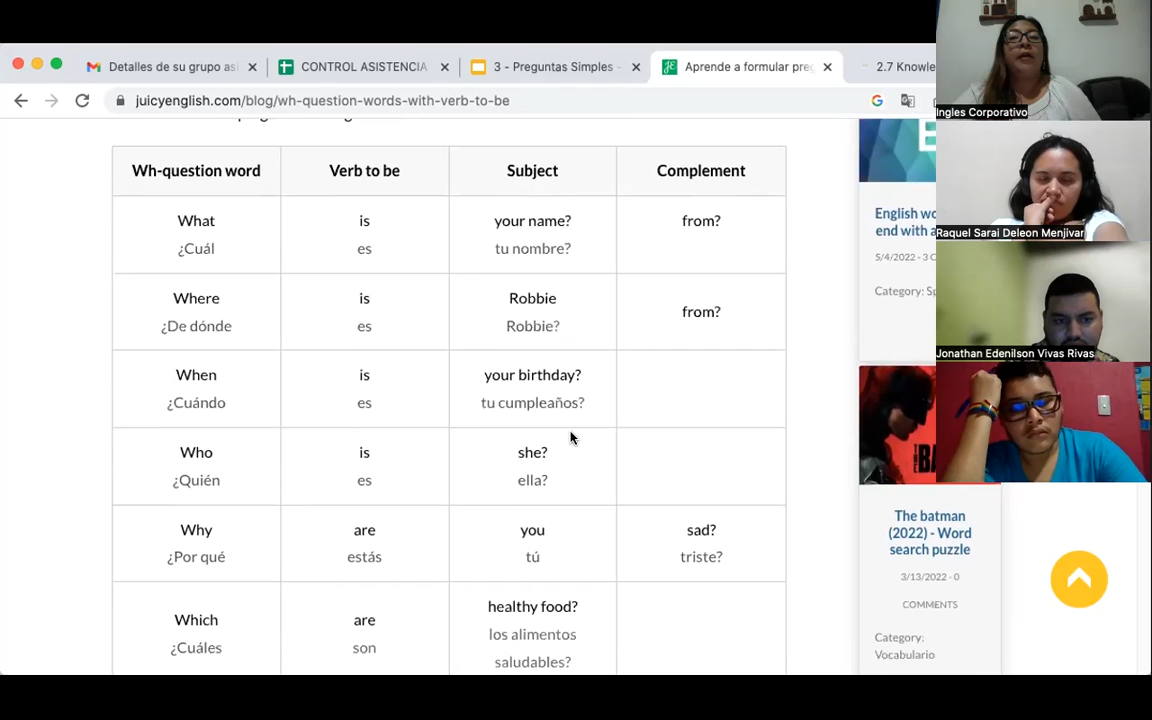 Detalles de su grupo as
CONTROL ASISTENCIA
3 - Preguntas Simples -
Aprende a formular preg
2.7 Knowle
juicyenglish.com/blog/wh-question-words-with-verb-to-be
Wh-question word Verb to be Subject Complement
What is your name? from?
¿Cuál es tu nombre?
Where is Robbie from?
¿De dónde es Robbie?
When is your birthday?
¿Cuándo es tu cumpleaños?
Who is she?
¿Quién es ella?
Why are you sad?
¿Por qué estás tú triste?
Which are healthy food?
¿Cuáles son los alimentos
saludables?
E
English wo
end with a
5/4/2022 - 3 C
Category: Sp
THE
BA
The batman
(2022) - Word
search puzzle
3/13/2022 - 0
COMMENTS
Category:
Vocabulario
Ingles Corporativo
Raquel Sarai Deleon Menjivar
Jonathan Edenilson Vivas Rivas